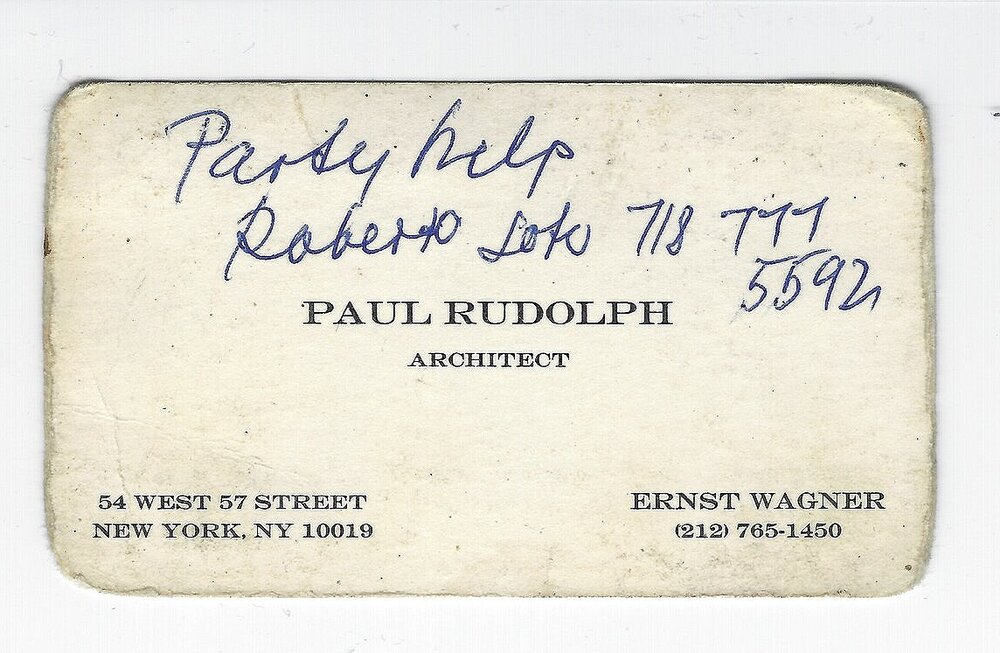 Party help
Roberto Soto 718 777
5592
PAUL RUDOLPH
ARCHITECT
54 WEST 57 STREET
NEW YORK, NY 10019
ERNST WAGNER
(212) 765-1450